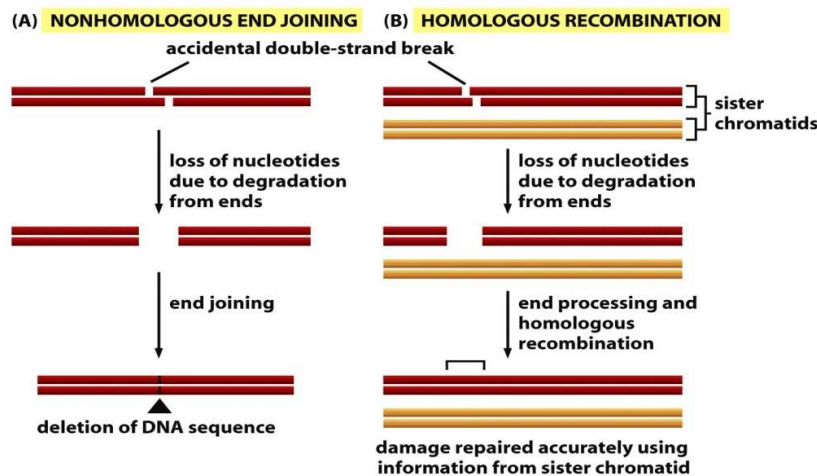 (A) NONHOMOLOGOUS END JOINING
(B) HOMOLOGOUS RECOMBINATION
accidental double-strand break
sister
chromatids
loss of nucleotides
due to degradation
from ends
loss of nucleotides
due to degradation
from ends
end joining
end processing and
homologous
recombination
deletion of DNA sequence
damage repaired accurately using
information from sister chromatid